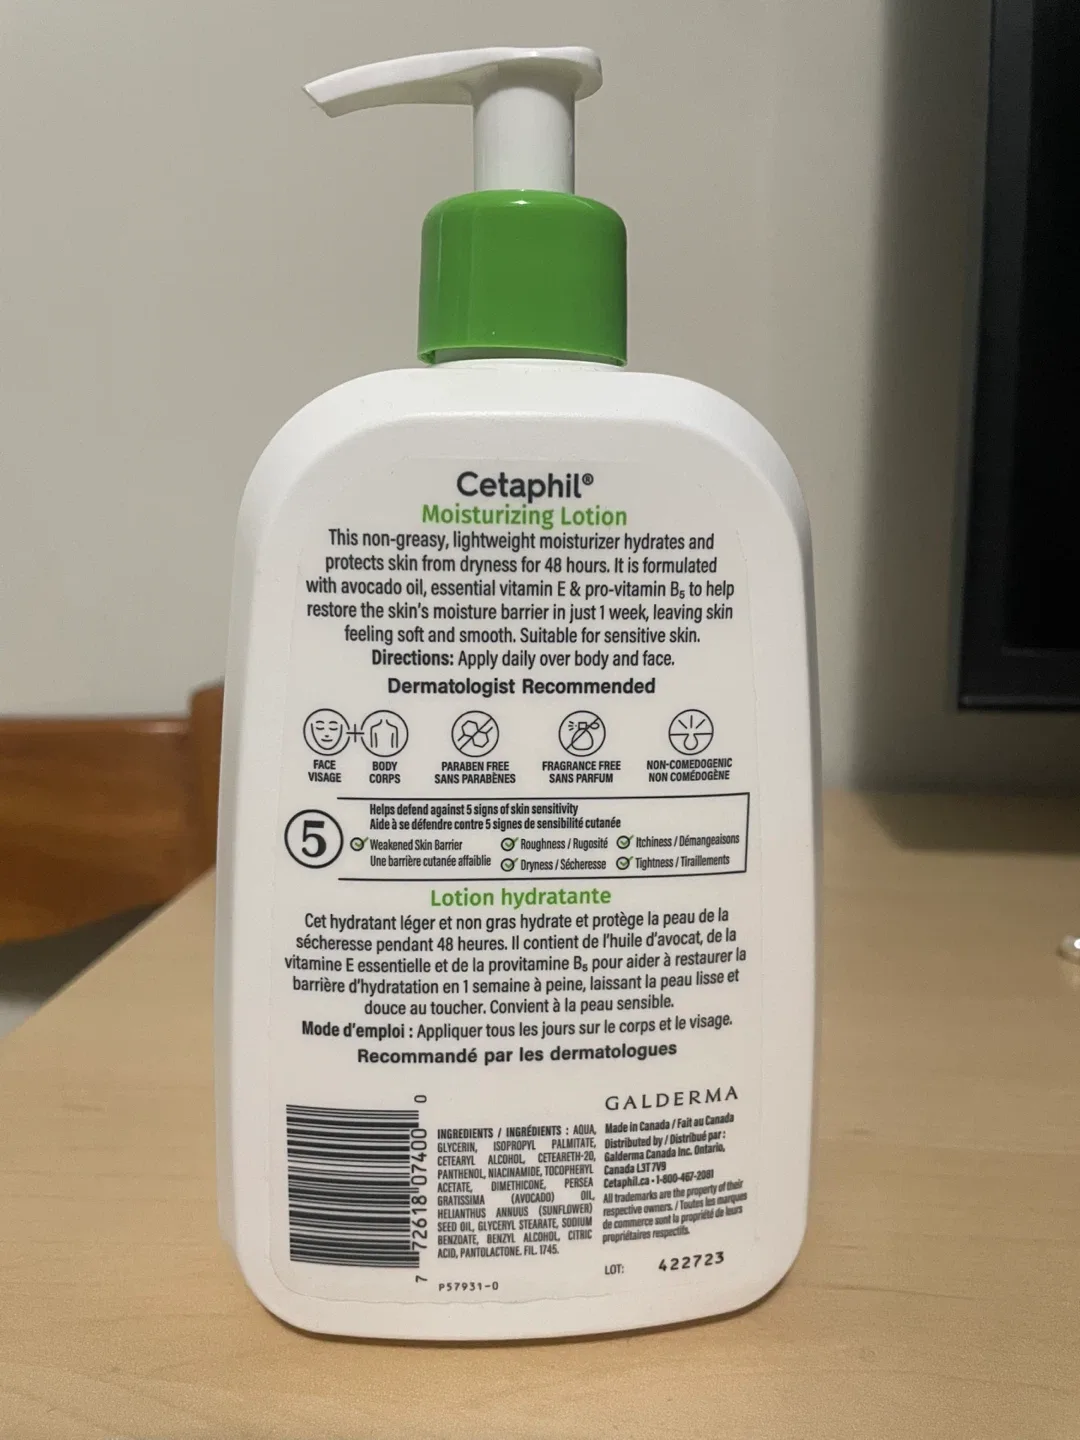 Cetaphil®
Moisturizing Lotion
This non-greasy, lightweight moisturizer hydrates and
protects skin from dryness for 48 hours. It is formulated
with avocado oil, essential vitamin E & pro-vitamin B₅ to help
restore the skin's moisture barrier in just 1 week, leaving skin
feeling soft and smooth. Suitable for sensitive skin.
Directions: Apply daily over body and face.
Dermatologist Recommended
FACE
VISAGE
BODY
CORPS
PARABEN FREE
SANS PARABÈNES
FRAGRANCE FREE
SANS PARFUM
NON-COMEDOGENIC
NON COMÉDOGÈNE
5
Helps defend against 5 signs of skin sensitivity
Aide à se défendre contre 5 signes de sensibilité cutanée
Weakened Skin Barrier
Une barrière cutanée affaiblie
Roughness / Rugosité
Dryness / Sécheresse
Itchiness / Démangeaisons
Tightness / Tiraillements
Lotion hydratante
Cet hydratant léger et non gras hydrate et protège la peau de la
sécheresse pendant 48 heures. Il contient de l'huile d'avocat, de la
vitamine E essentielle et de la provitamine B₅ pour aider à restaurer la
barrière d'hydratation en 1 semaine à peine, laissant la peau lisse et
douce au toucher. Convient à la peau sensible.
Mode d'emploi : Appliquer tous les jours sur le corps et le visage.
Recommandé par les dermatologues
7 72618 07400 0
INGREDIENTS / INGRÉDIENTS : AQUA,
GLYCERIN, ISOPROPYL PALMITATE,
CETEARYL ALCOHOL, CETEARETH-20,
PANTHENOL, NIACINAMIDE, TOCOPHERYL
ACETATE, DIMETHICONE, PERSEA
GRATISSIMA (AVOCADO) OIL,
HELIANTHUS ANNUUS (SUNFLOWER)
SEED OIL, GLYCERYL STEARATE, SODIUM
BENZOATE, BENZYL ALCOHOL, CITRIC
ACID, PANTOLACTONE. FIL. 1745.
P57931-0
GALDERMA
Made in Canada / Fait au Canada
Distributed by / Distribué par :
Galderma Canada Inc. Ontario,
Canada L3T 7V9
Cetaphil.ca • 1-800-467-2081
All trademarks are the property of their
respective owners. / Toutes les marques
de commerce sont la propriété de leurs
propriétaires respectifs.
LOT: 422723